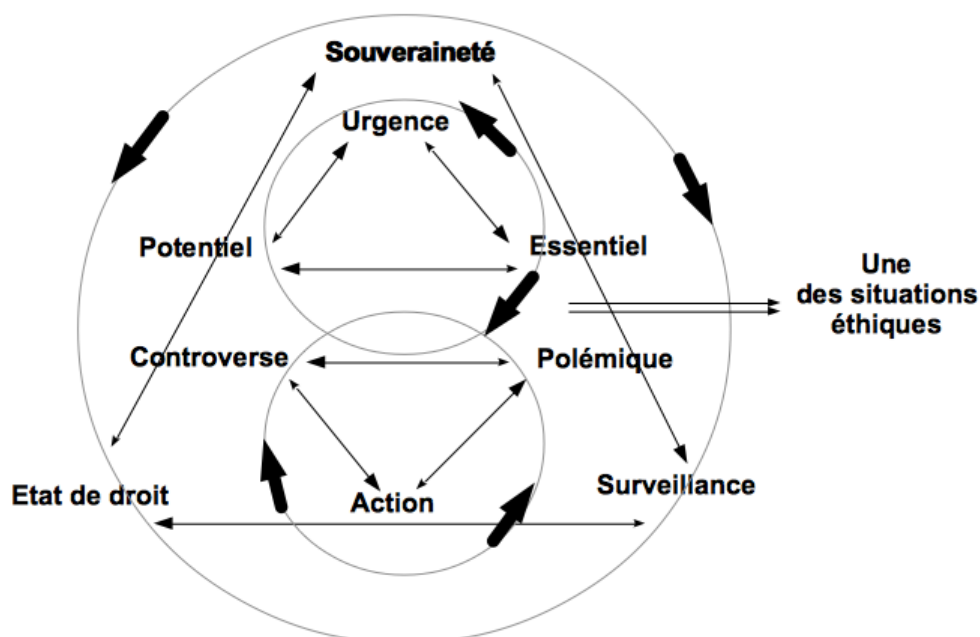 Souveraineté
Urgence
Potentiel
Essentiel
Une
des situations
éthiques
Controverse
Polémique
Etat de droit
Action
Surveillance